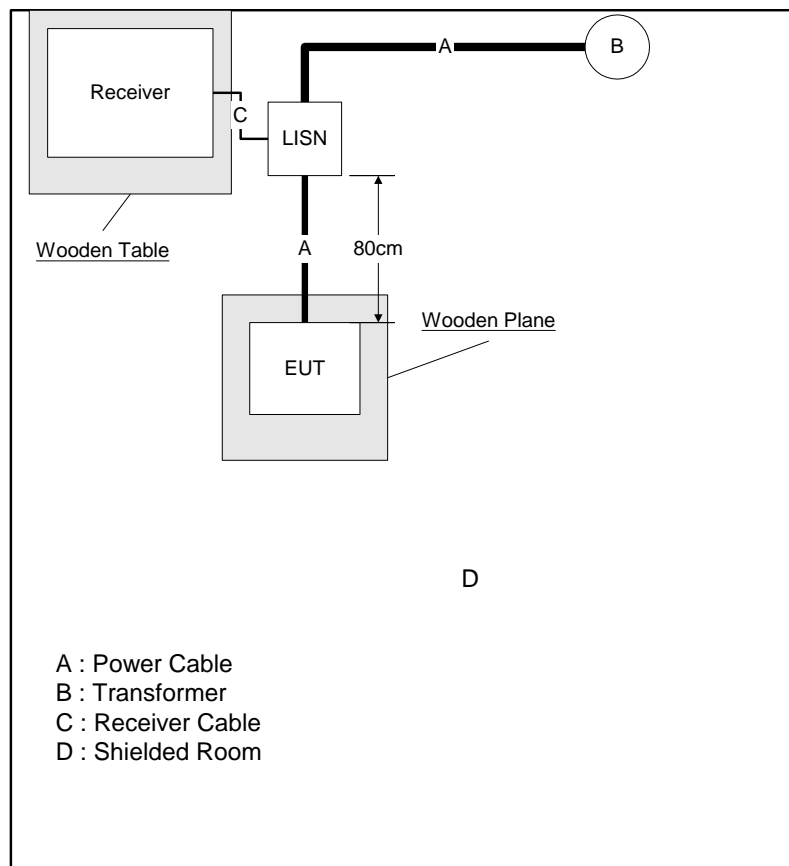 A
B
Receiver
C
LISN
Wooden Table
A
80cm
Wooden Plane
EUT
D
A : Power Cable
B : Transformer
C : Receiver Cable
D : Shielded Room